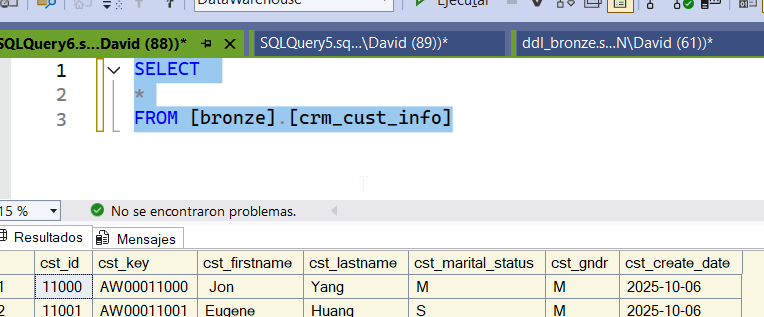 DataWarehouse Ejecutar
SQLQuery6.s...David (88))* SQLQuery5.sq...\David (89))* ddl_bronze.s...N\David (61))*
1 SELECT
2 *
3 FROM [bronze].[crm_cust_info]
15 % No se encontraron problemas.
Resultados Mensajes
cst_id cst_key cst_firstname cst_lastname cst_marital_status cst_gndr cst_create_date
1 11000 AW00011000 Jon Yang M M 2025-10-06
2 11001 AW00011001 Eugene Huang S M 2025-10-06